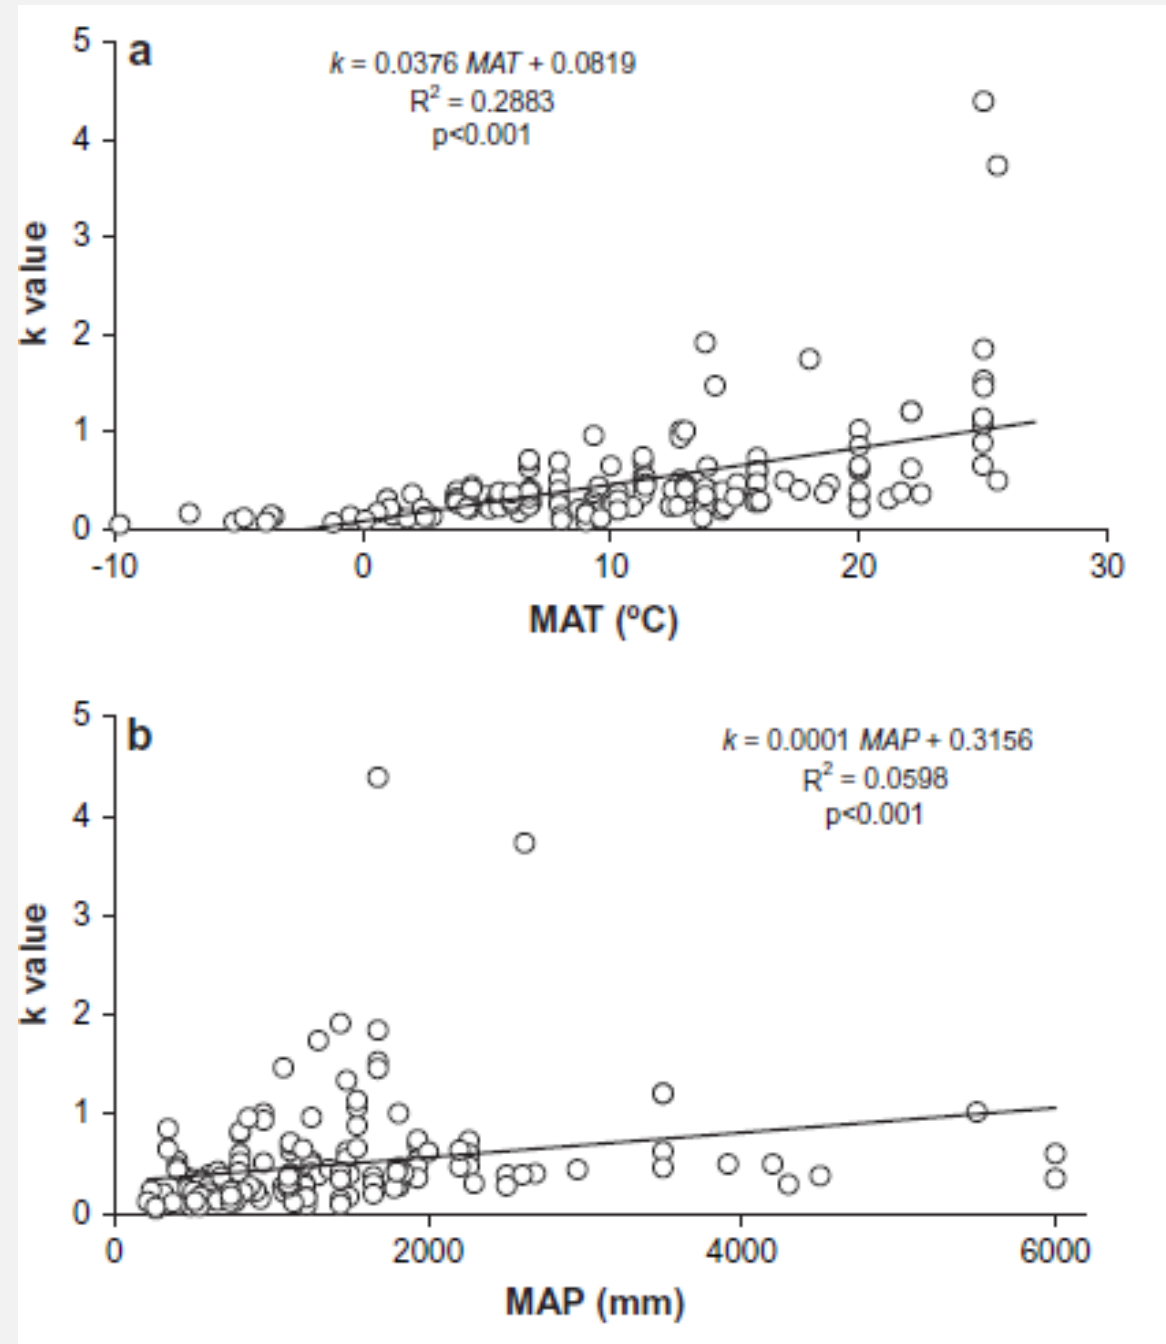 a
k = 0.0376 MAT + 0.0819
R² = 0.2883
p<0.001
5
4
3
2
1
0
k value
-10 0 10 20 30
MAT (ºC)
b
k = 0.0001 MAP + 0.3156
R² = 0.0598
p<0.001
5
4
3
2
1
0
k value
0 2000 4000 6000
MAP (mm)